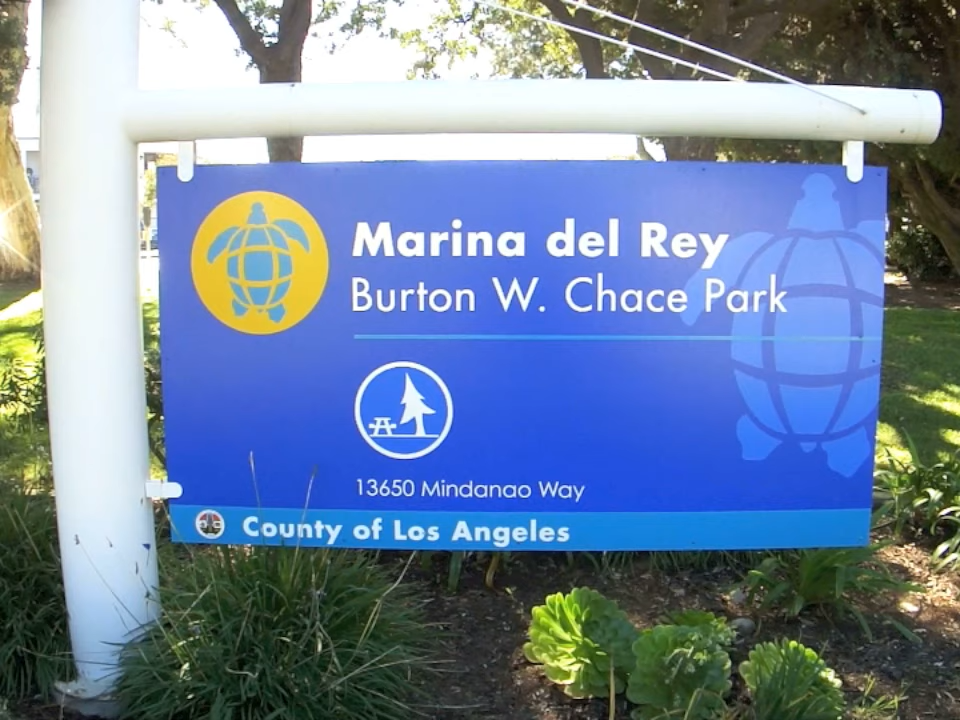 Marina del Rey
Burton W. Chace Park
13650 Mindanao Way
County of Los Angeles